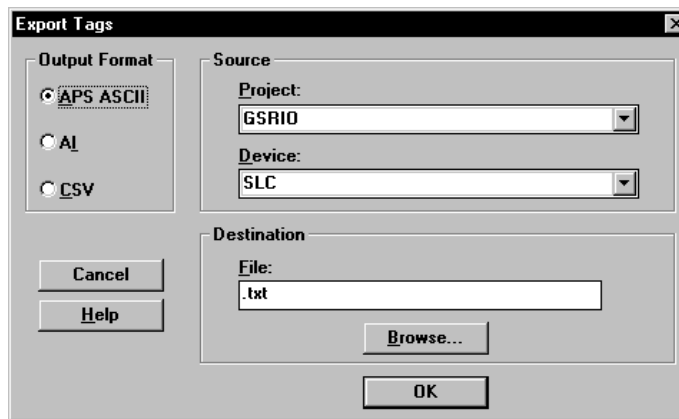 Export Tags
Output Format
APS ASCII
AI
CSV
Cancel
Help
Source
Project:
GSRIO
Device:
SLC
Destination
File:
.txt
Browse...
OK